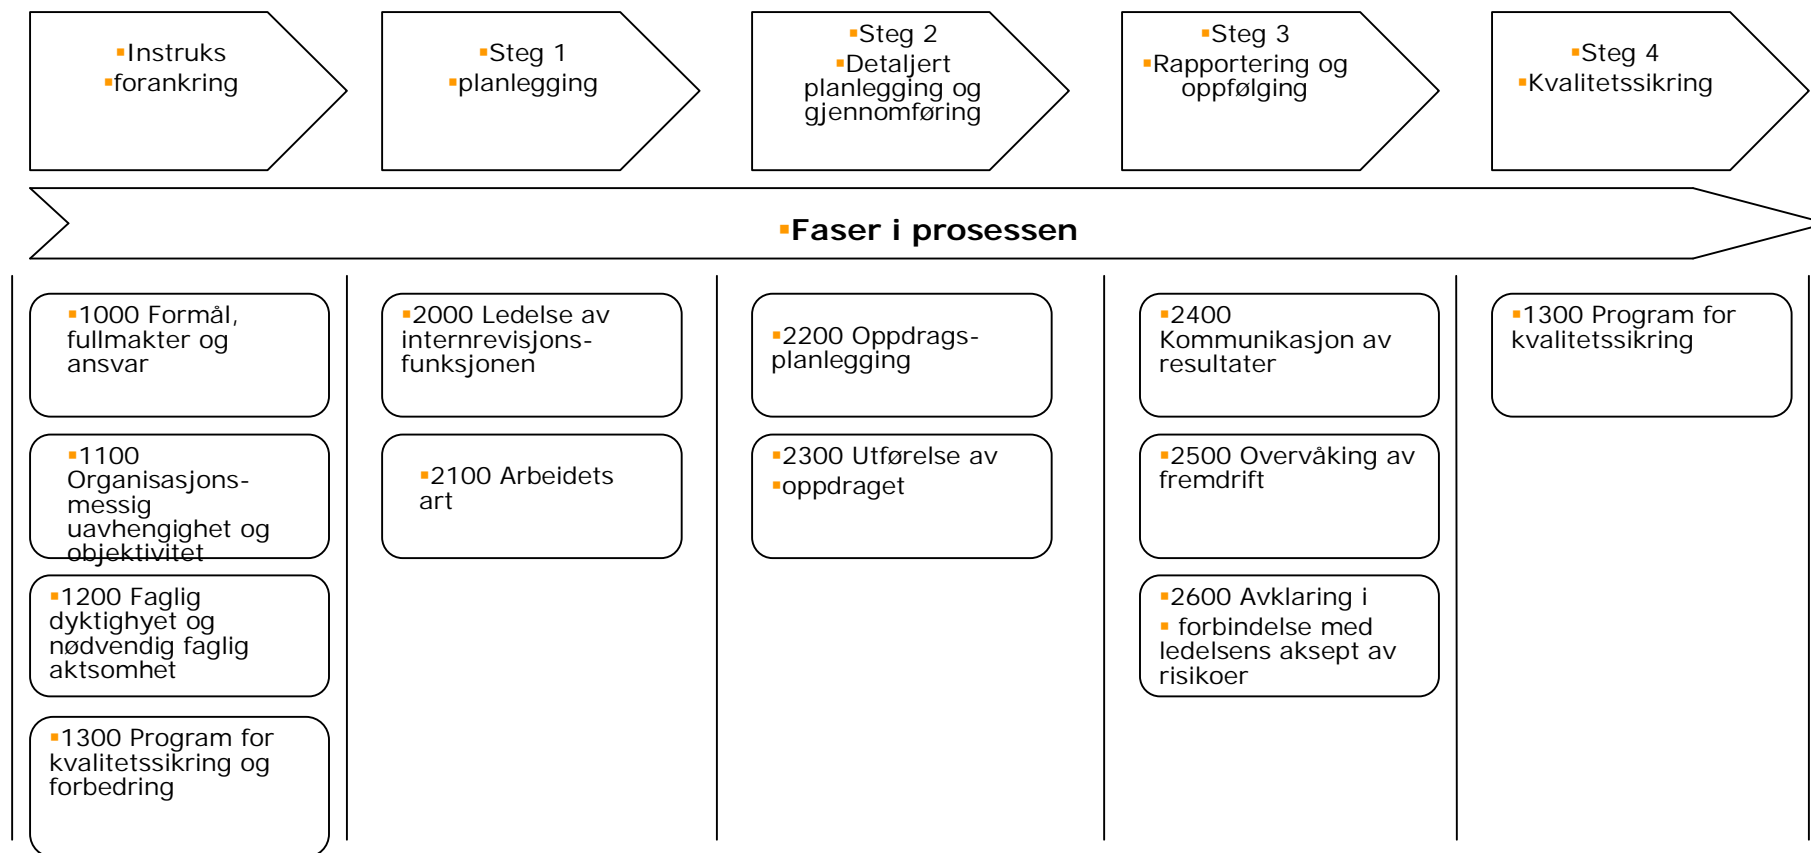 ▪Instruks
▪forankring
▪Steg 1
▪planlegging
▪Steg 2
▪Detaljert
planlegging og
gjennomføring
▪Steg 3
▪Rapportering og
oppfølging
▪Steg 4
▪Kvalitetssikring
▪Faser i prosessen
▪1000 Formål,
fullmakter og
ansvar
▪1100
Organisasjons-
messig
uavhengighet og
objektivitet
▪1200 Faglig
dyktighyet og
nødvendig faglig
aktsomhet
▪1300 Program for
kvalitetssikring og
forbedring
▪2000 Ledelse av
internrevisjons-
funksjonen
▪2100 Arbeidets
art
▪2200 Oppdrags-
planlegging
▪2300 Utførelse av
▪oppdraget
▪2400
Kommunikasjon av
resultater
▪2500 Overvåking av
fremdrift
▪2600 Avklaring i
▪ forbindelse med
ledelsens aksept av
risikoer
▪1300 Program for
kvalitetssikring